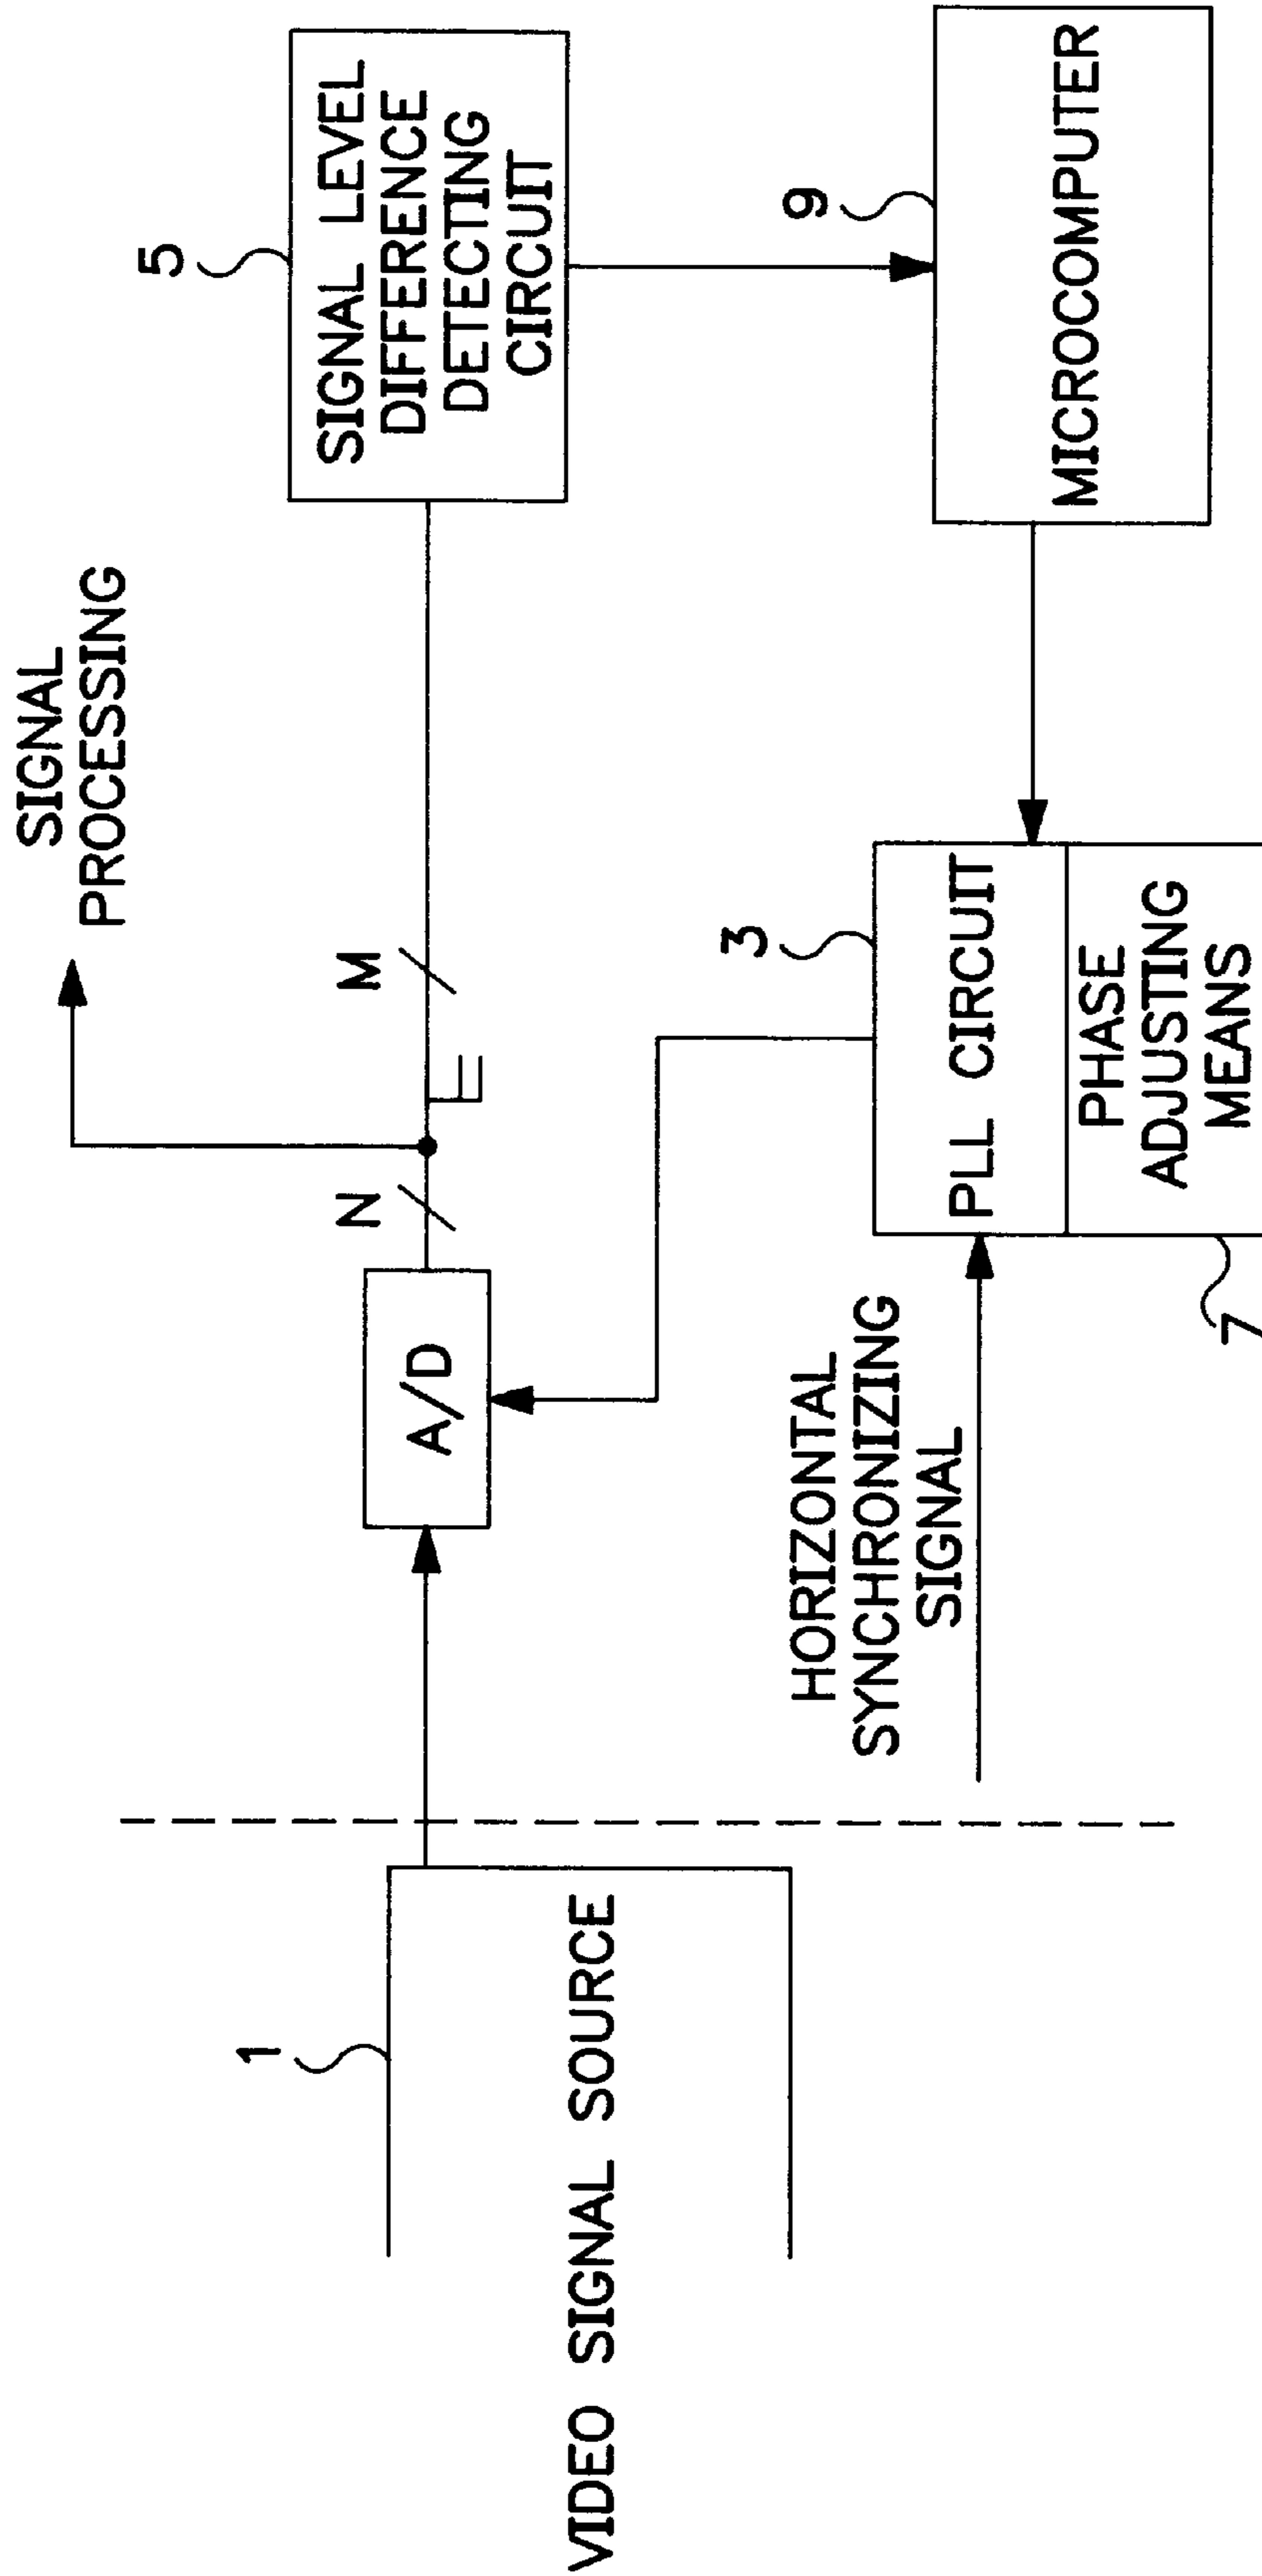 SIGNAL
PROCESSING
5
SIGNAL LEVEL
DIFFERENCE
DETECTING
CIRCUIT
N
M
A/D
1
VIDEO SIGNAL SOURCE
HORIZONTAL
SYNCHRONIZING
SIGNAL
3
PLL CIRCUIT
PHASE
ADJUSTING
MEANS
7
9
MICROCOMPUTER